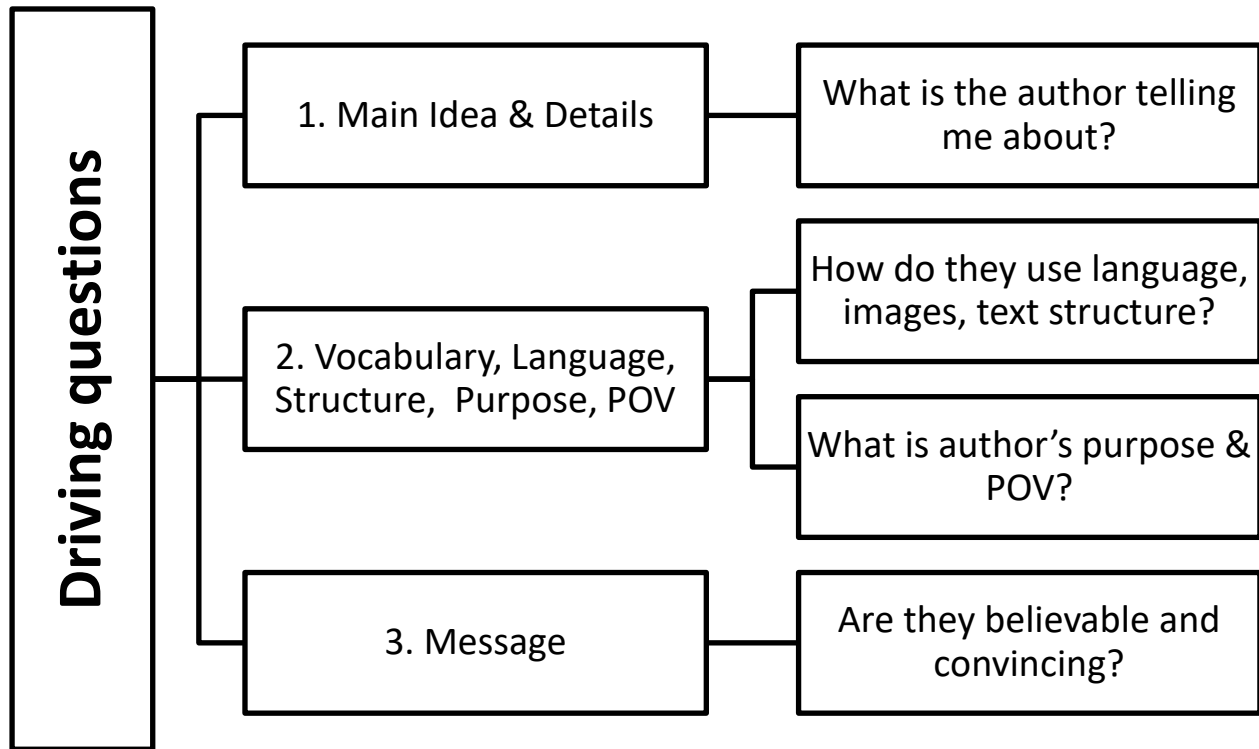 Driving questions
1. Main Idea & Details
What is the author telling
me about?
2. Vocabulary, Language,
Structure,  Purpose, POV
How do they use language,
images, text structure?
What is author’s purpose &
POV?
3. Message
Are they believable and
convincing?